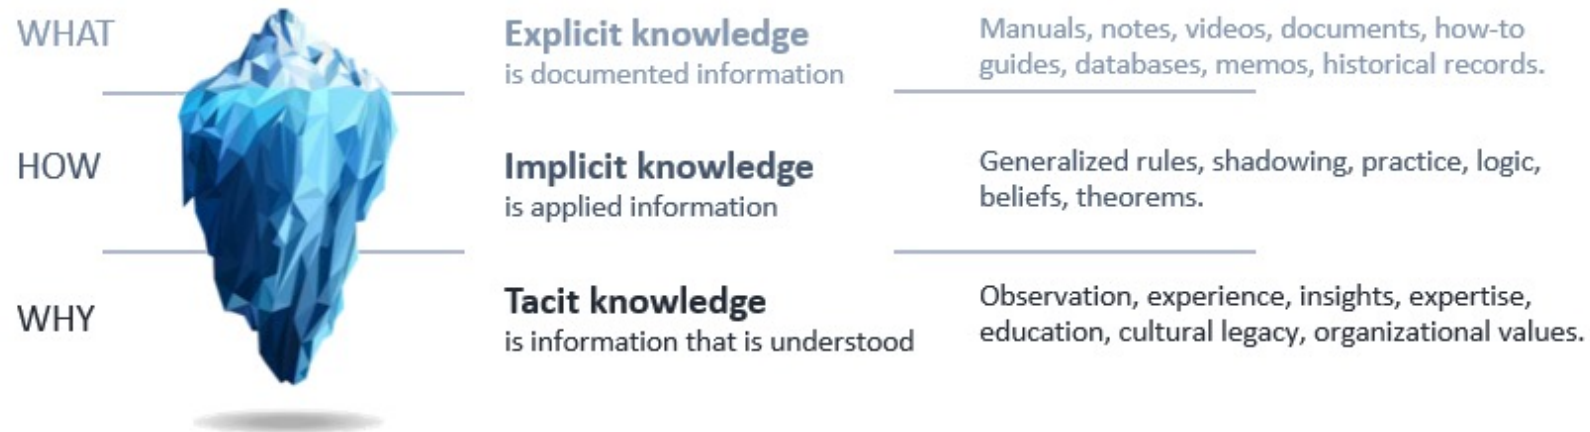 WHAT
Explicit knowledge
is documented information
Manuals, notes, videos, documents, how-to
guides, databases, memos, historical records.
HOW
Implicit knowledge
is applied information
Generalized rules, shadowing, practice, logic,
beliefs, theorems.
WHY
Tacit knowledge
is information that is understood
Observation, experience, insights, expertise,
education, cultural legacy, organizational values.